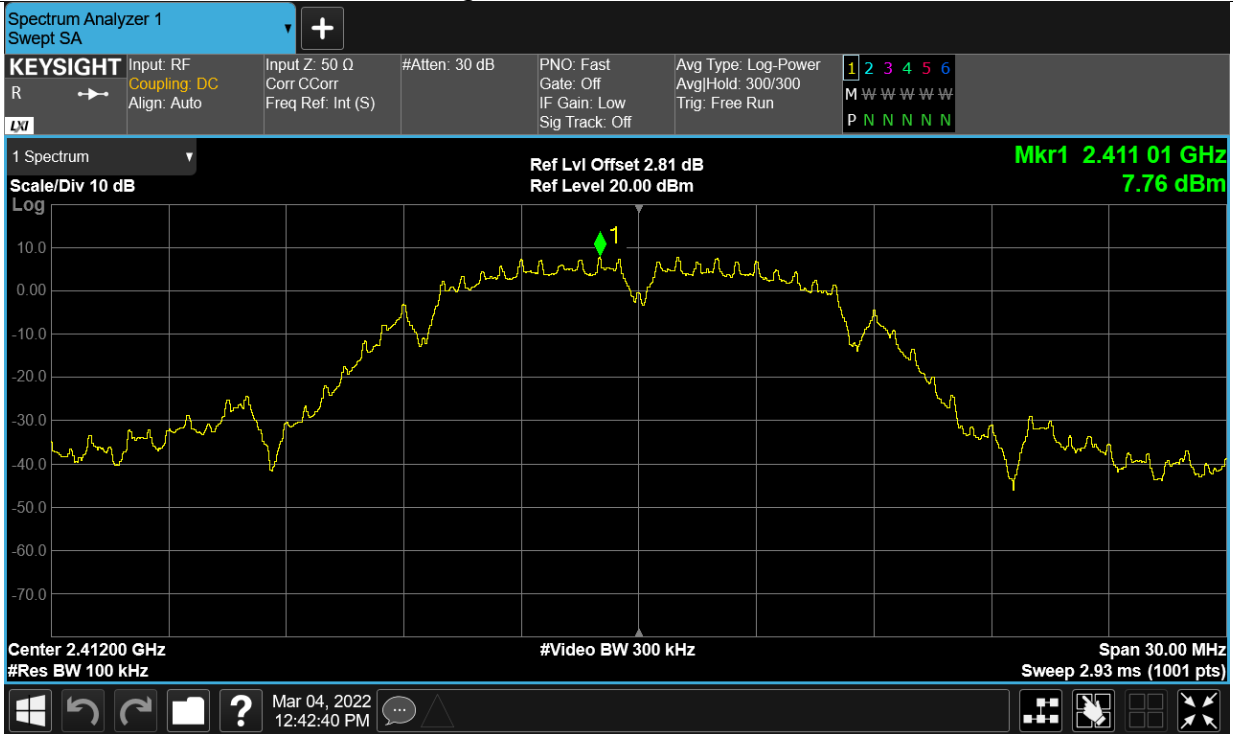 Spectrum Analyzer 1
Swept SA
+
KEYSIGHT
R
LXI
Input: RF
Coupling: DC
Align: Auto
Input Z: 50 Ω
Corr CCorr
Freq Ref: Int (S)
#Atten: 30 dB
PNO: Fast
Gate: Off
IF Gain: Low
Sig Track: Off
Avg Type: Log-Power
Avg|Hold: 300/300
Trig: Free Run
1 2 3 4 5 6
M W W W W W
P N N N N N
1 Spectrum
Scale/Div 10 dB
Log
Ref Lvl Offset 2.81 dB
Ref Level 20.00 dBm
Mkr1 2.411 01 GHz
7.76 dBm
1
10.0
0.00
-10.0
-20.0
-30.0
-40.0
-50.0
-60.0
-70.0
Center 2.41200 GHz
#Res BW 100 kHz
#Video BW 300 kHz
Span 30.00 MHz
Sweep 2.93 ms (1001 pts)
?
Mar 04, 2022
12:42:40 PM